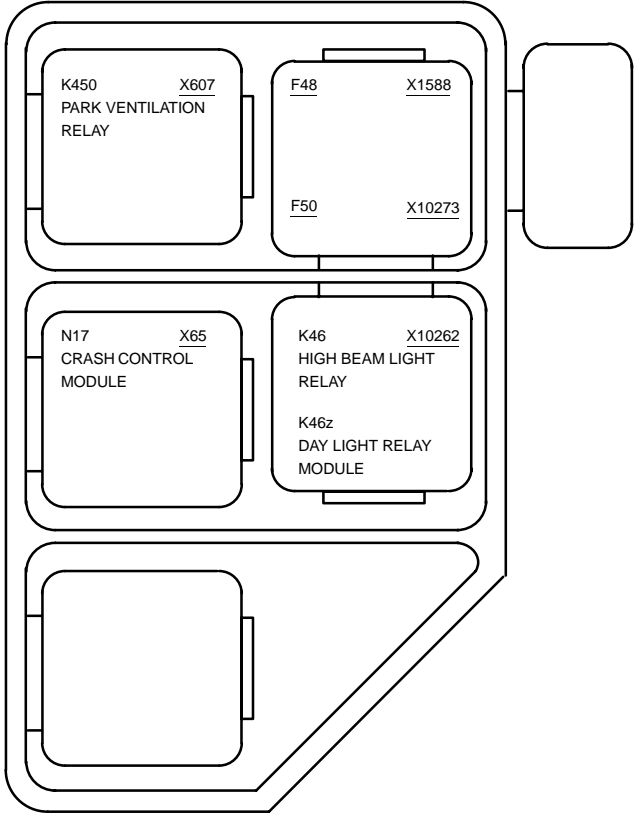 K450 X607
PARK VENTILATION
RELAY
F48 X1588
F50 X10273
N17 X65
CRASH CONTROL
MODULE
K46 X10262
HIGH BEAM LIGHT
RELAY
K46z
DAY LIGHT RELAY
MODULE